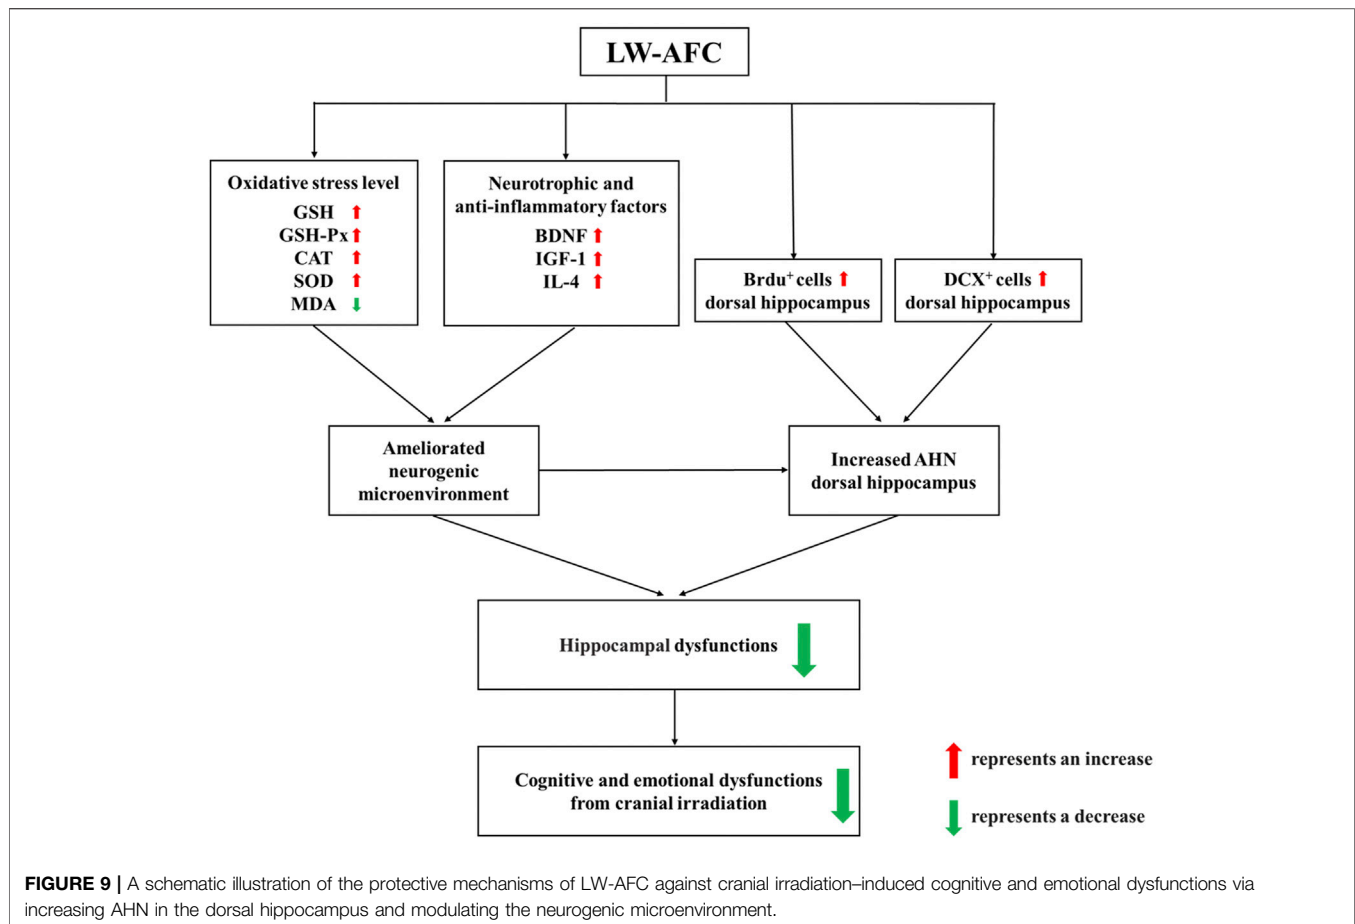 LW-AFC
Oxidative stress level
GSH
GSH-Px
CAT
SOD
MDA
Neurotrophic and
anti-inflammatory factors
BDNF
IGF-1
IL-4
Brdu⁺ cells
dorsal hippocampus
DCX⁺ cells
dorsal hippocampus
Ameliorated
neurogenic
microenvironment
Increased AHN
dorsal hippocampus
Hippocampal dysfunctions
Cognitive and emotional dysfunctions
from cranial irradiation
represents an increase
represents a decrease
FIGURE 9 | A schematic illustration of the protective mechanisms of LW-AFC against cranial irradiation–induced cognitive and emotional dysfunctions via
increasing AHN in the dorsal hippocampus and modulating the neurogenic microenvironment.